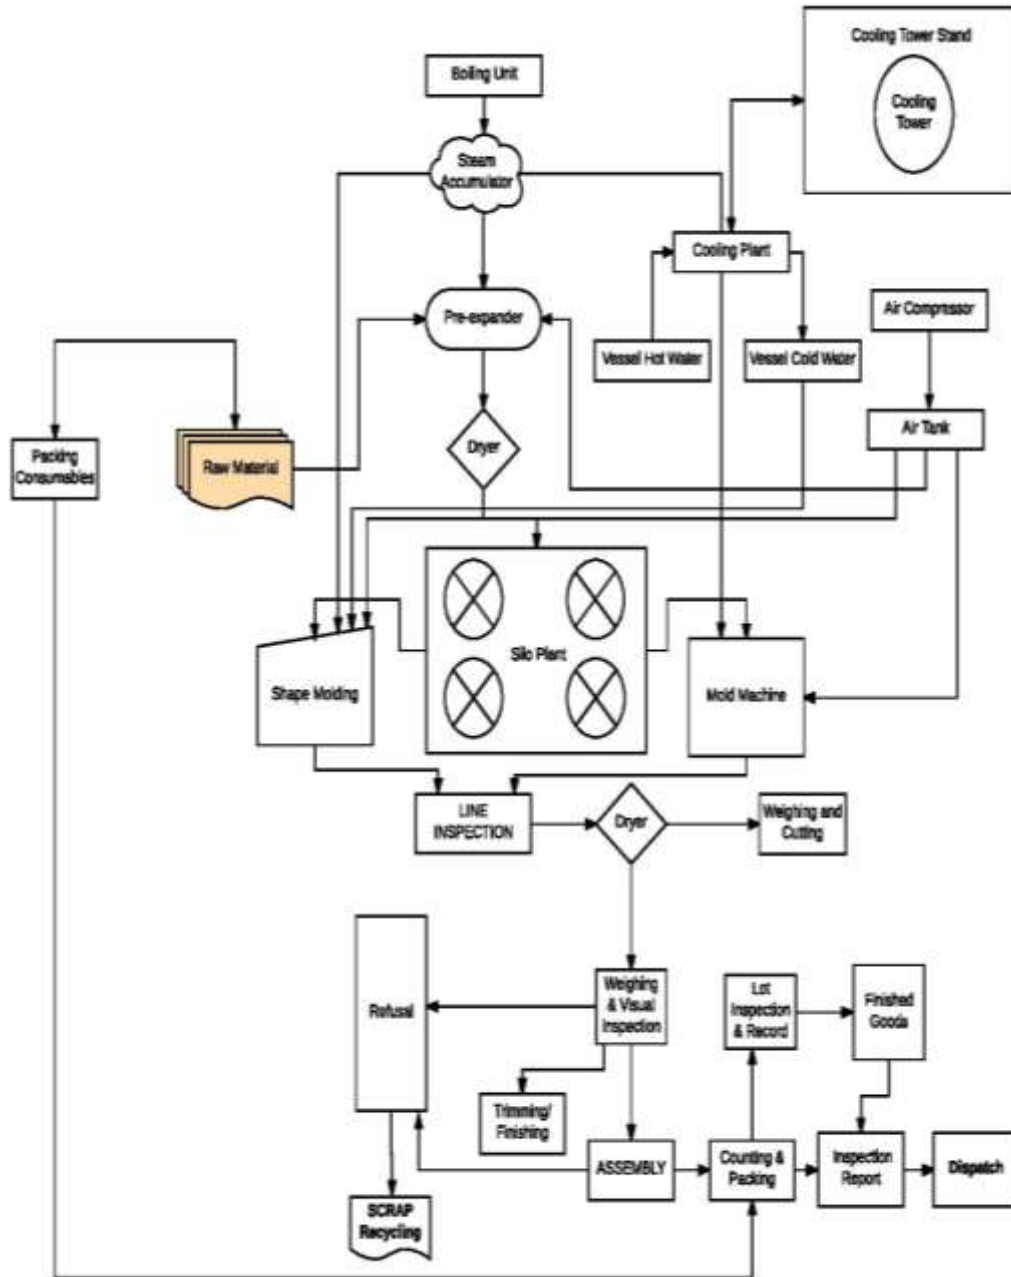 Cooling Tower Stand
Boiling Unit
Cooling
Tower
Steam
Accumulator
Cooling Plant
Pre-expander
Air Compressor
Vessel Hot Water
Vessel Cold Water
Air Tank
Packing
Consumables
Raw Material
Dryer
Silo Plant
Shape Molding
Mold Machine
LINE
INSPECTION
Dryer
Weighing and
Cutting
Refusal
Weighing
& Visual
Inspection
Lot
Inspection
& Record
Finished
Goods
Trimming/
Finishing
ASSEMBLY
Counting &
Packing
Inspection
Report
Dispatch
SCRAP
Recycling